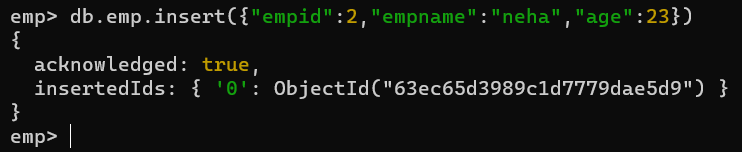 emp> db.emp.insert({"empid":2,"empname":"neha","age":23})
{
  acknowledged: true,
  insertedIds: { '0': ObjectId("63ec65d3989c1d7779dae5d9") }
}
emp>